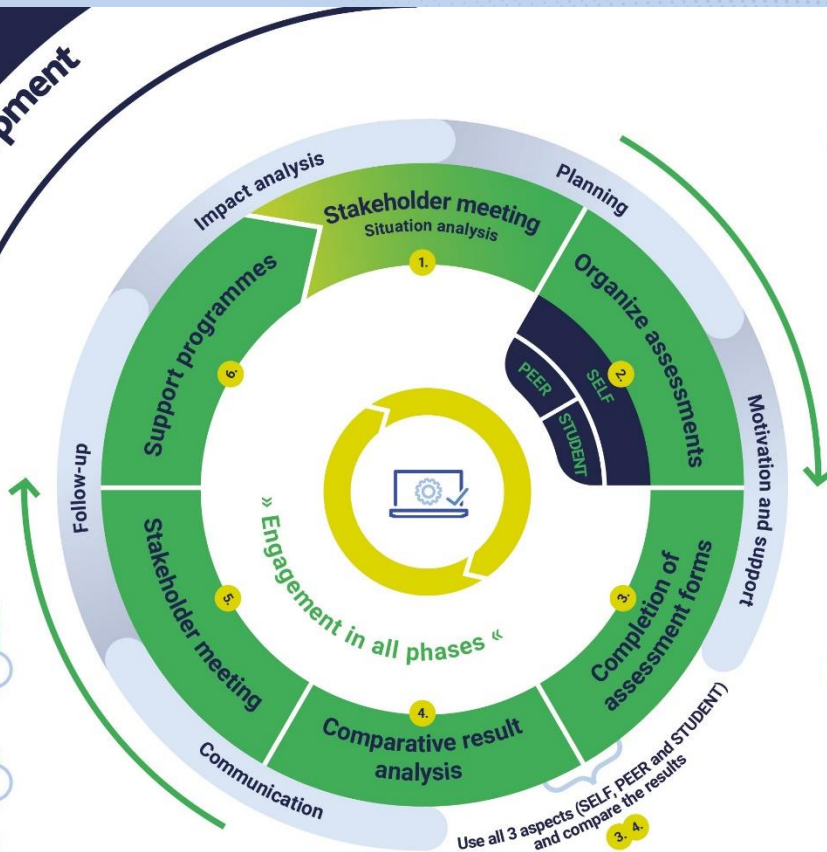 Impact analysis
Planning
Motivation and support
Communication
Follow-up
Stakeholder meeting
Situation analysis
1.
Organize assessments
2.
SELF
PEER
STUDENT
Completion of
assessment forms
3.
Comparative result
analysis
4.
Stakeholder meeting
5.
Support programmes
6.
» Engagement in all phases «
Use all 3 aspects (SELF, PEER and STUDENT)
and compare the results
3. 4.